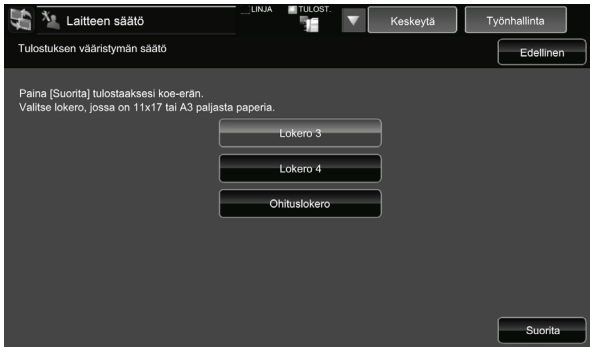 Laitteen säätö
LINJA
TULOST.
Keskeytä
Työnhallinta
Tulostuksen vääristymän säätö
Edellinen
Paina [Suorita] tulostaaksesi koe-erän.
Valitse lokero, jossa on 11x17 tai A3 paljasta paperia.
Lokero 3
Lokero 4
Ohituslokero
Suorita